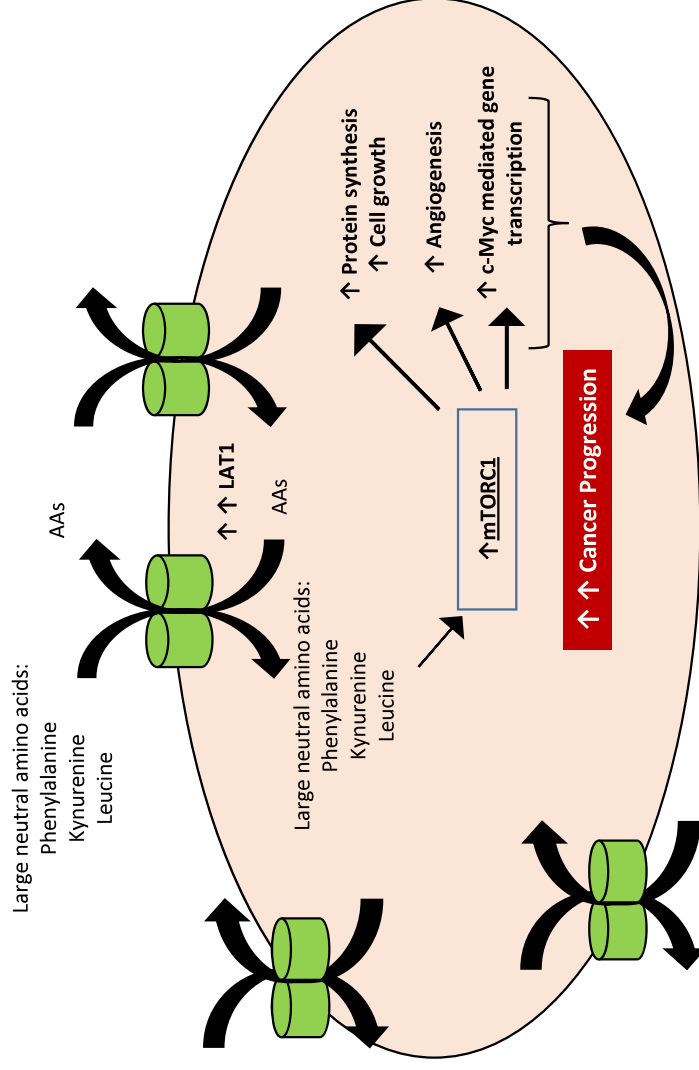 Large neutral amino acids:
Phenylalanine
Kynurenine
Leucine
AAs
↑ ↑ LAT1
AAs
Large neutral amino acids:
Phenylalanine
Kynurenine
Leucine
↑mTORC1
↑ Protein synthesis
↑ Cell growth
↑ Angiogenesis
↑ c-Myc mediated gene
transcription
↑ ↑ Cancer Progression